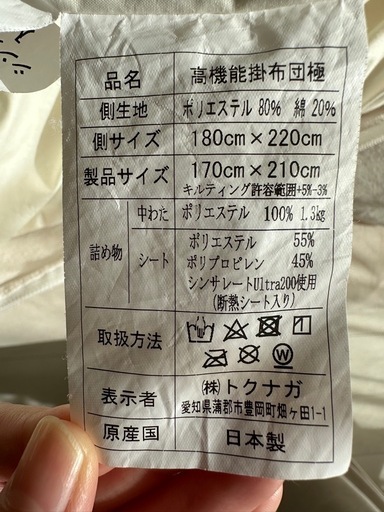 品名 高機能掛布団極
側生地 ポリエステル 80% 綿 20%
側サイズ 180cm×220cm
製品サイズ 170cm×210cm
キルティング許容範囲+5%-3%
詰め物 中わた ポリエステル 100% 1.3kg
シート ポリエステル 55%
ポリプロピレン 45%
シンサレートUltra200使用
(断熱シート入り)
取扱方法
W
表示者 (株)トクナガ
愛知県蒲郡市豊岡町畑ヶ田1-1
原産国 日本製